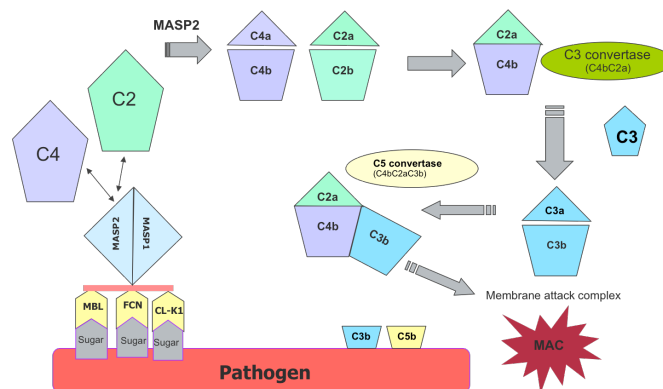 MASP2
C4a
C2a
C4b
C2b
C2a
C4b
C3 convertase
(C4bC2a)
C2
C4
C3
MASP2
MASP1
C5 convertase
(C4bC2aC3b)
C2a
C4b
C3b
C3a
C3b
Membrane attack complex
MAC
MBL
FCN
CL-K1
Sugar
Sugar
Sugar
C3b
C5b
Pathogen